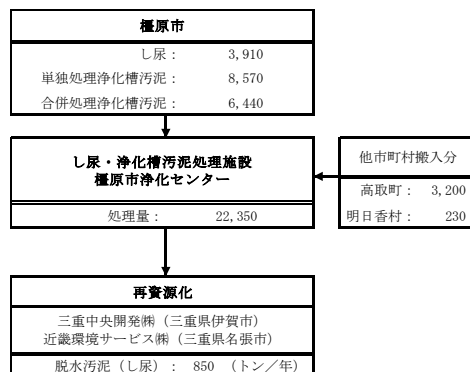 橿原市
し尿： 3,910
単独処理浄化槽汚泥： 8,570
合併処理浄化槽汚泥： 6,440
し尿・浄化槽汚泥処理施設
橿原市浄化センター
処理量： 22,350
他市町村搬入分
高取町： 3,200
明日香村： 230
再資源化
三重中央開発㈱（三重県伊賀市）
近畿環境サービス㈱（三重県名張市）
脱水汚泥（し尿）： 850 （トン／年）